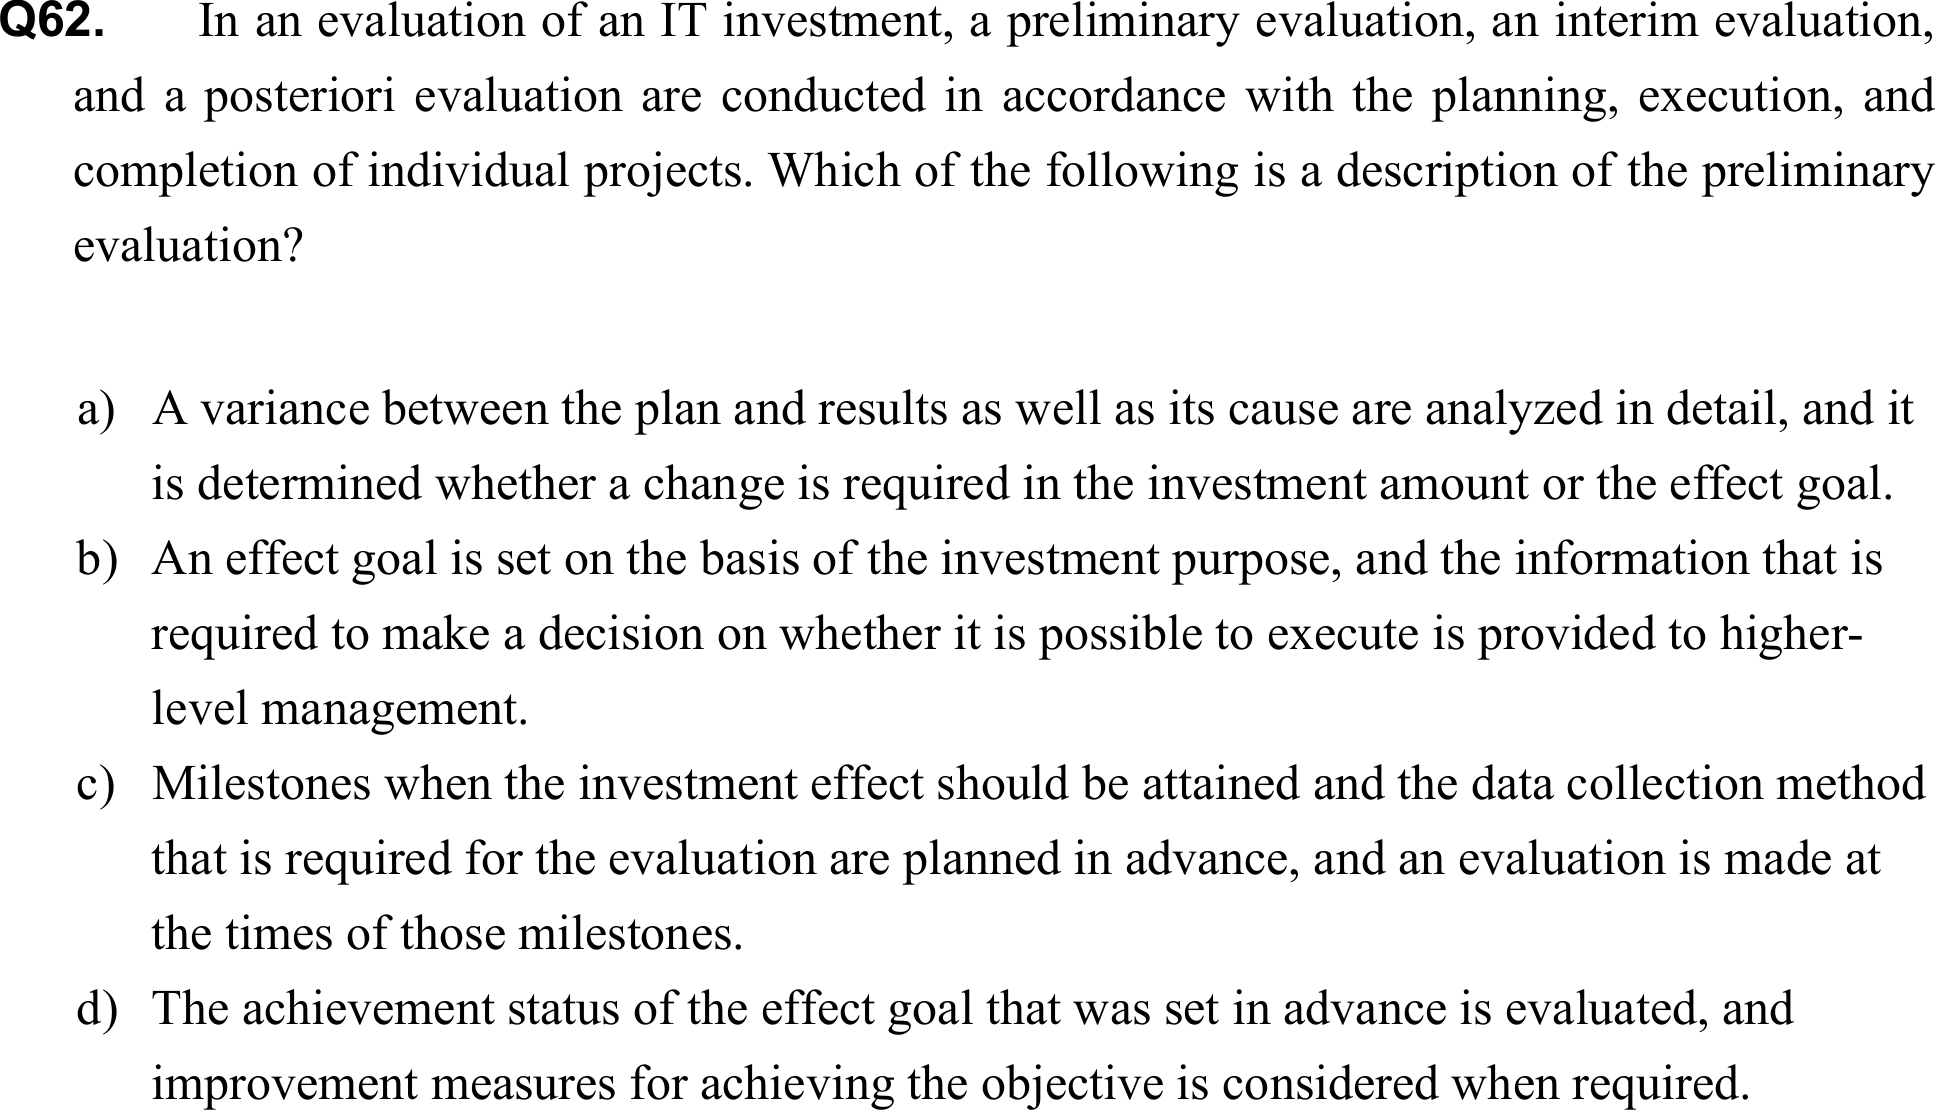 Q62. In an evaluation of an IT investment, a preliminary evaluation, an interim evaluation,
and a posteriori evaluation are conducted in accordance with the planning, execution, and
completion of individual projects. Which of the following is a description of the preliminary
evaluation?
a) A variance between the plan and results as well as its cause are analyzed in detail, and it
is determined whether a change is required in the investment amount or the effect goal.
b) An effect goal is set on the basis of the investment purpose, and the information that is
required to make a decision on whether it is possible to execute is provided to higher-
level management.
c) Milestones when the investment effect should be attained and the data collection method
that is required for the evaluation are planned in advance, and an evaluation is made at
the times of those milestones.
d) The achievement status of the effect goal that was set in advance is evaluated, and
improvement measures for achieving the objective is considered when required.